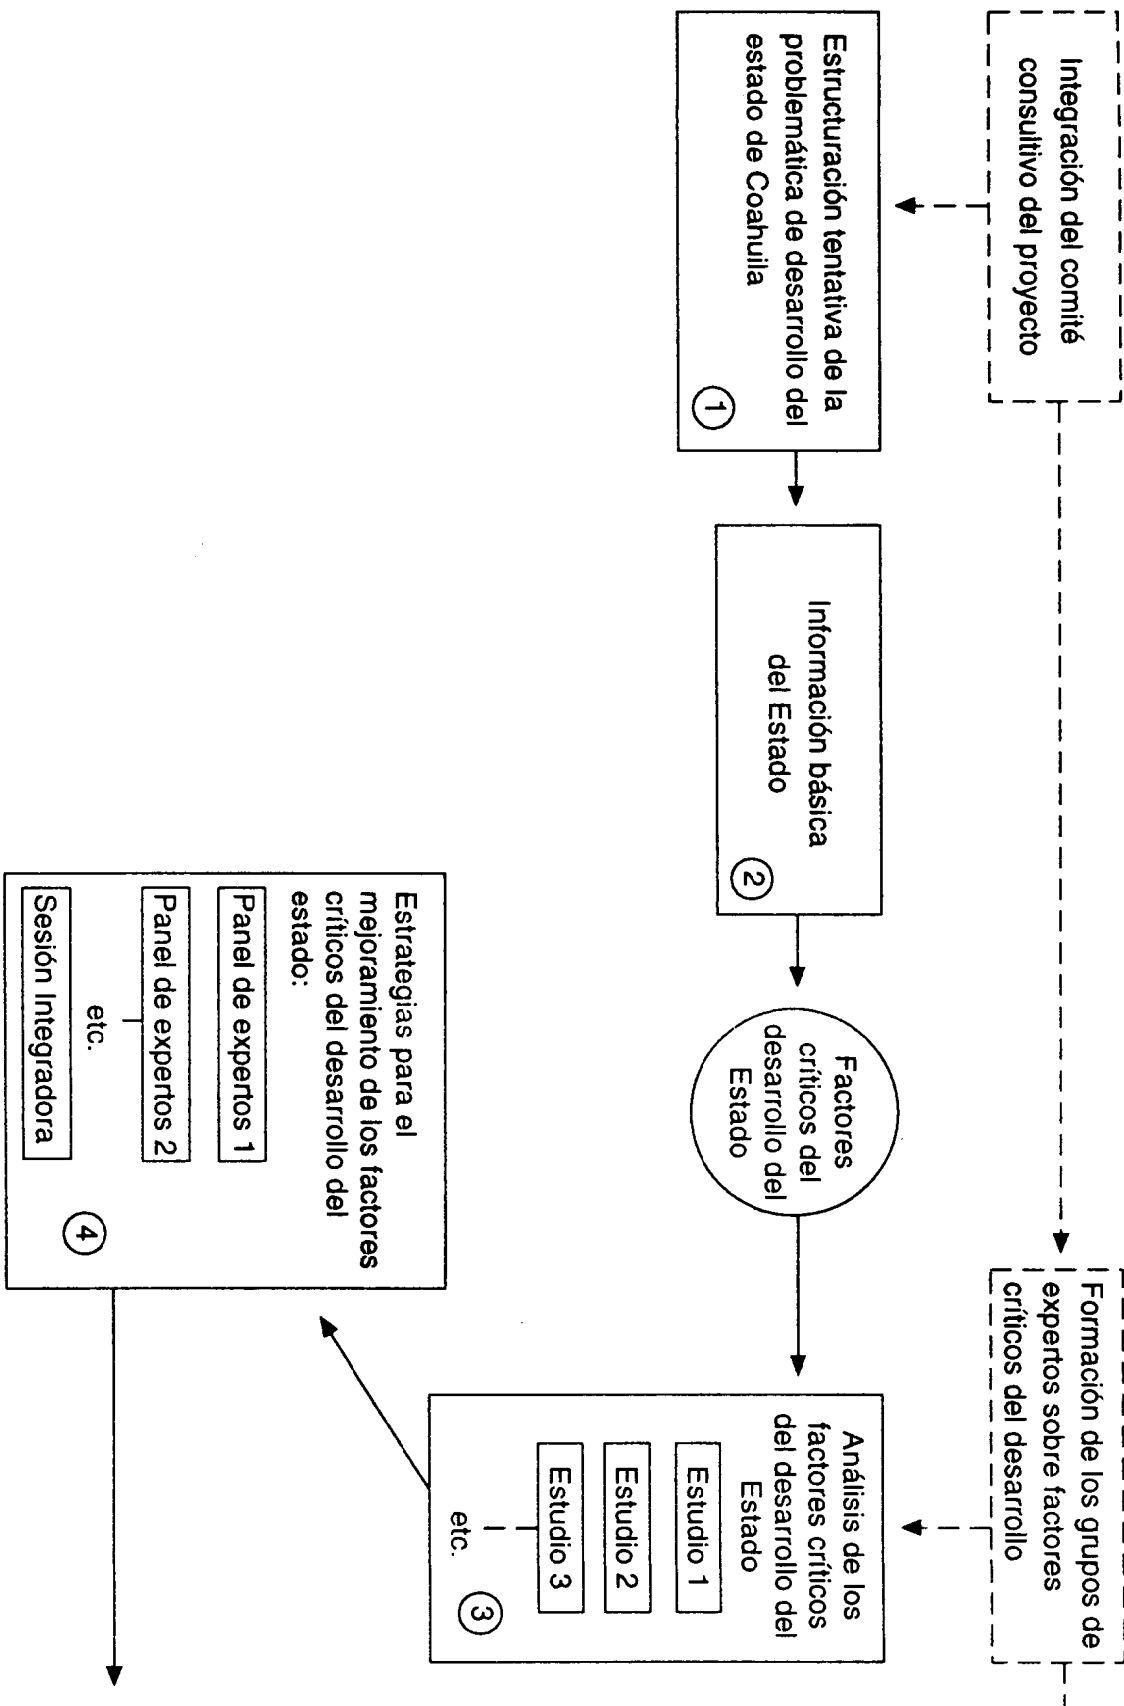 Integración del comité
consultivo del proyecto
Formación de los grupos de
expertos sobre factores
críticos del desarrollo
Estructuración tentativa de la
problemática de desarrollo del
estado de Coahuila
1
Información básica
del Estado
2
Factores
críticos del
desarrollo del
Estado
Análisis de los
factores críticos
del desarrollo del
Estado
Estudio 1
Estudio 2
Estudio 3
etc.
3
Estrategias para el
mejoramiento de los factores
críticos del desarrollo del
estado:
Panel de expertos 1
Panel de expertos 2
etc.
Sesión Integradora
4